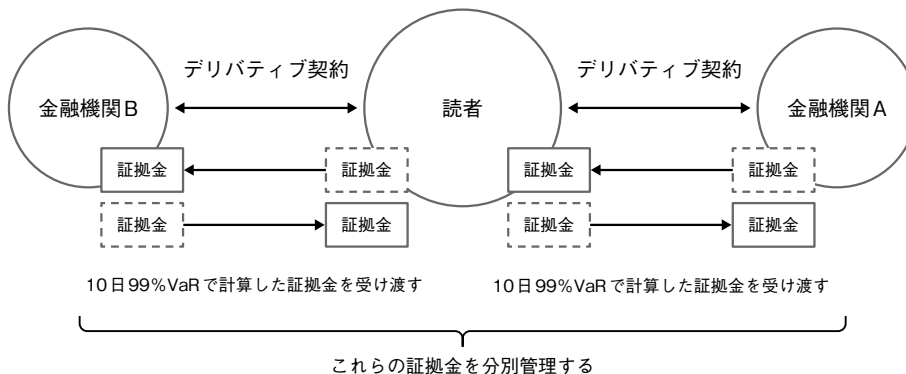 デリバティブ契約
デリバティブ契約
金融機関B
読者
金融機関A
証拠金
証拠金
証拠金
証拠金
証拠金
証拠金
証拠金
証拠金
10日99%VaRで計算した証拠金を受け渡す
10日99%VaRで計算した証拠金を受け渡す
これらの証拠金を分別管理する